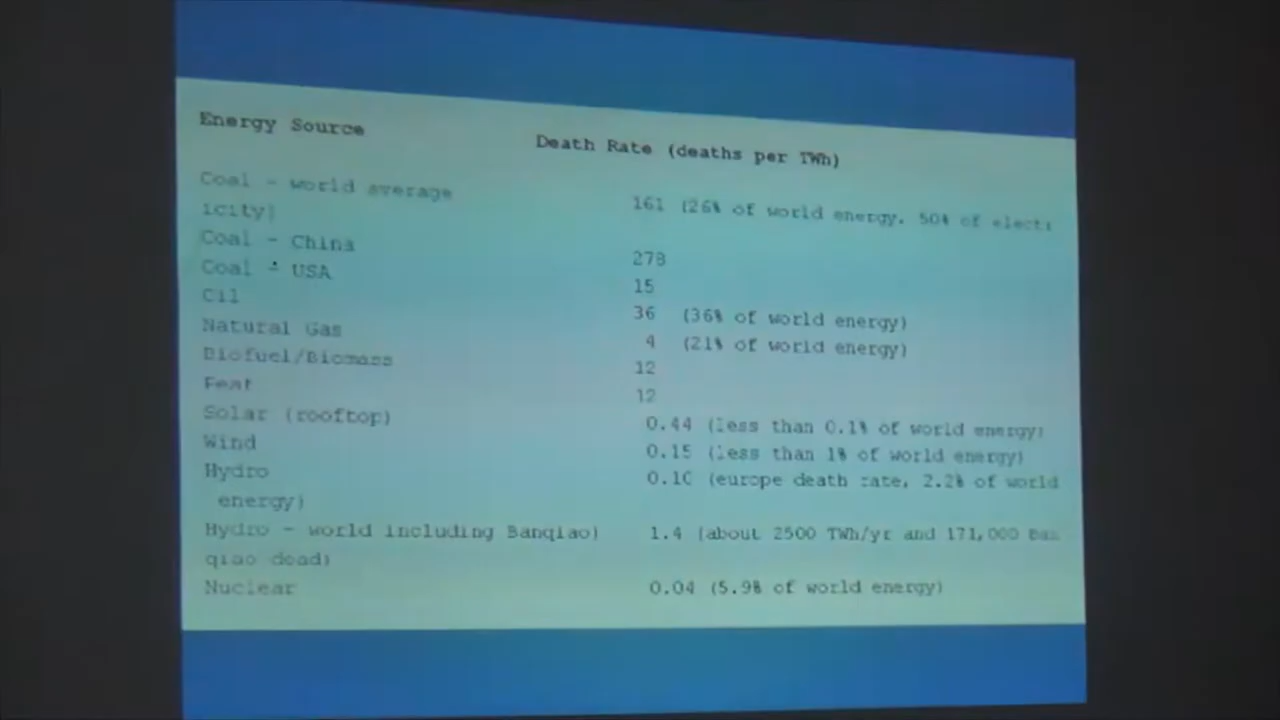 Energy Source Death Rate (deaths per TWh)
Coal - world average 161 (26% of world energy, 50% of electr
icity)
Coal - China 278
Coal - USA 15
Oil 36 (36% of world energy)
Natural Gas 4 (21% of world energy)
Biofuel/Biomass 12
Peat 12
Solar (rooftop) 0.44 (less than 0.1% of world energy)
Wind 0.15 (less than 1% of world energy)
Hydro 0.10 (europe death rate, 2.2% of world
energy)
Hydro - world including Banqiao) 1.4 (about 2500 TWh/yr and 171,000 Ban
qiao dead)
Nuclear 0.04 (5.9% of world energy)